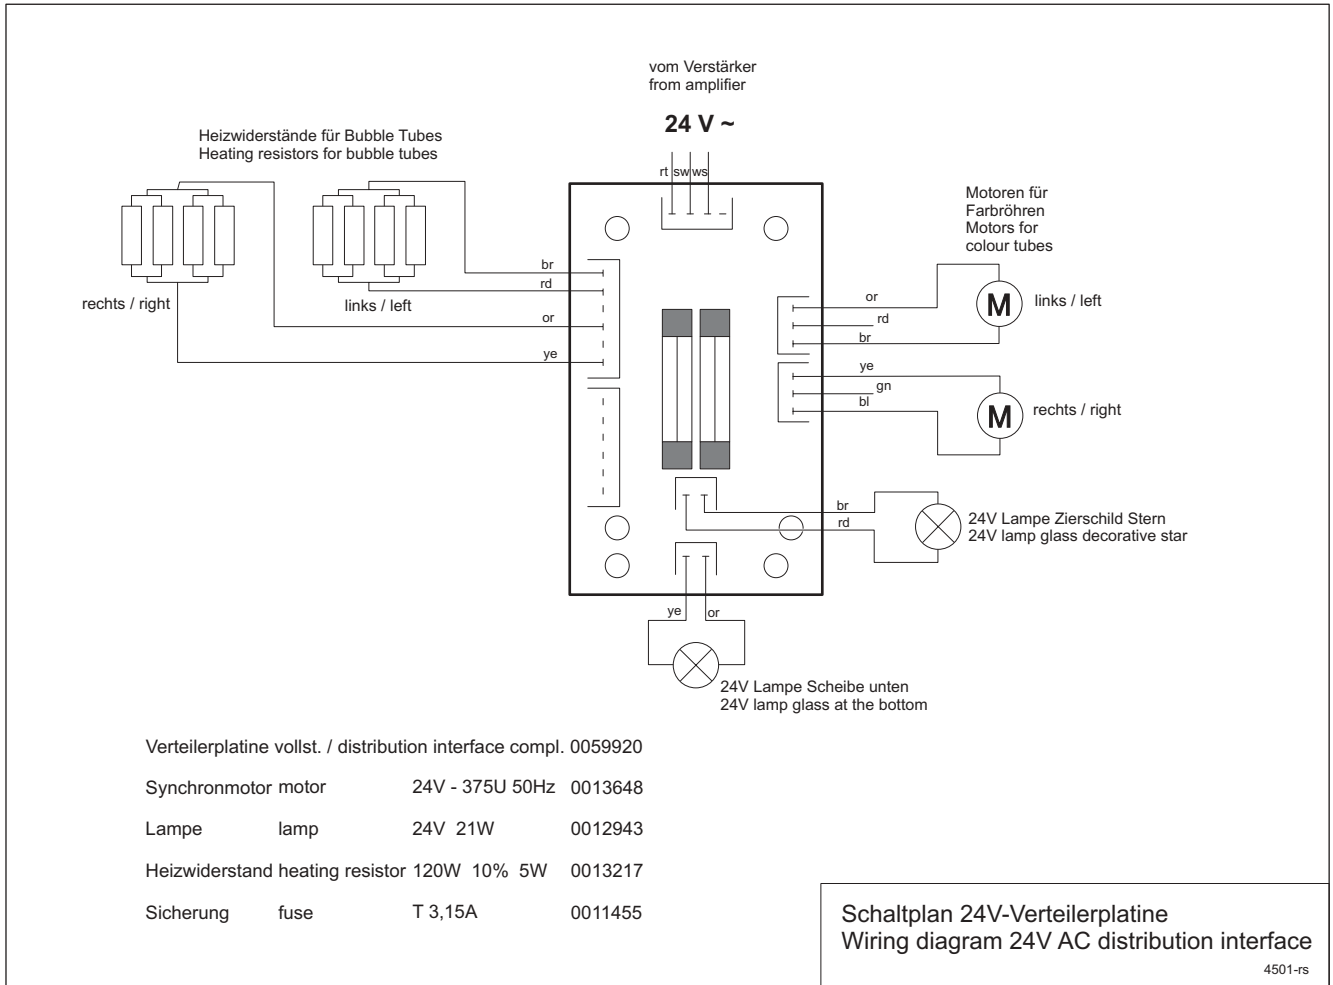 vom Verstärker
from amplifier
24 V ~
rt sw ws
Heizwiderstände für Bubble Tubes
Heating resistors for bubble tubes
rechts / right
links / left
br
rd
or
ye
Motoren für
Farbröhren
Motors for
colour tubes
or
rd
br
M
links / left
ye
gn
bl
M
rechts / right
br
rd
24V Lampe Zierschild Stern
24V lamp glass decorative star
ye or
24V Lampe Scheibe unten
24V lamp glass at the bottom
Verteilerplatine vollst. / distribution interface compl. 0059920
Synchronmotor motor 24V - 375U 50Hz 0013648
Lampe lamp 24V 21W 0012943
Heizwiderstand heating resistor 120W 10% 5W 0013217
Sicherung fuse T 3,15A 0011455
Schaltplan 24V-Verteilerplatine
Wiring diagram 24V AC distribution interface
4501-rs